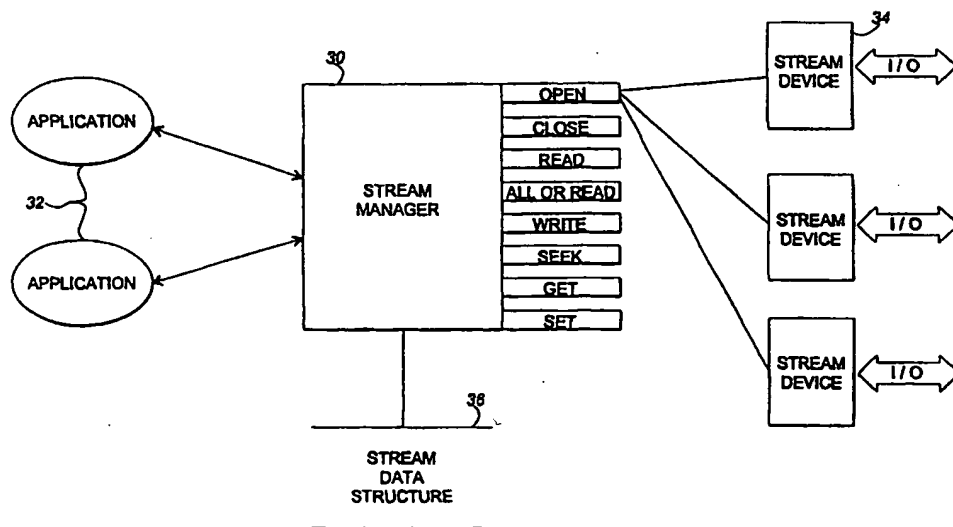 30
34
32
APPLICATION
APPLICATION
STREAM
MANAGER
OPEN
CLOSE
READ
ALL OR READ
WRITE
SEEK
GET
SET
STREAM
DEVICE
I/O
STREAM
DEVICE
I/O
STREAM
DEVICE
I/O
36
STREAM
DATA
STRUCTURE